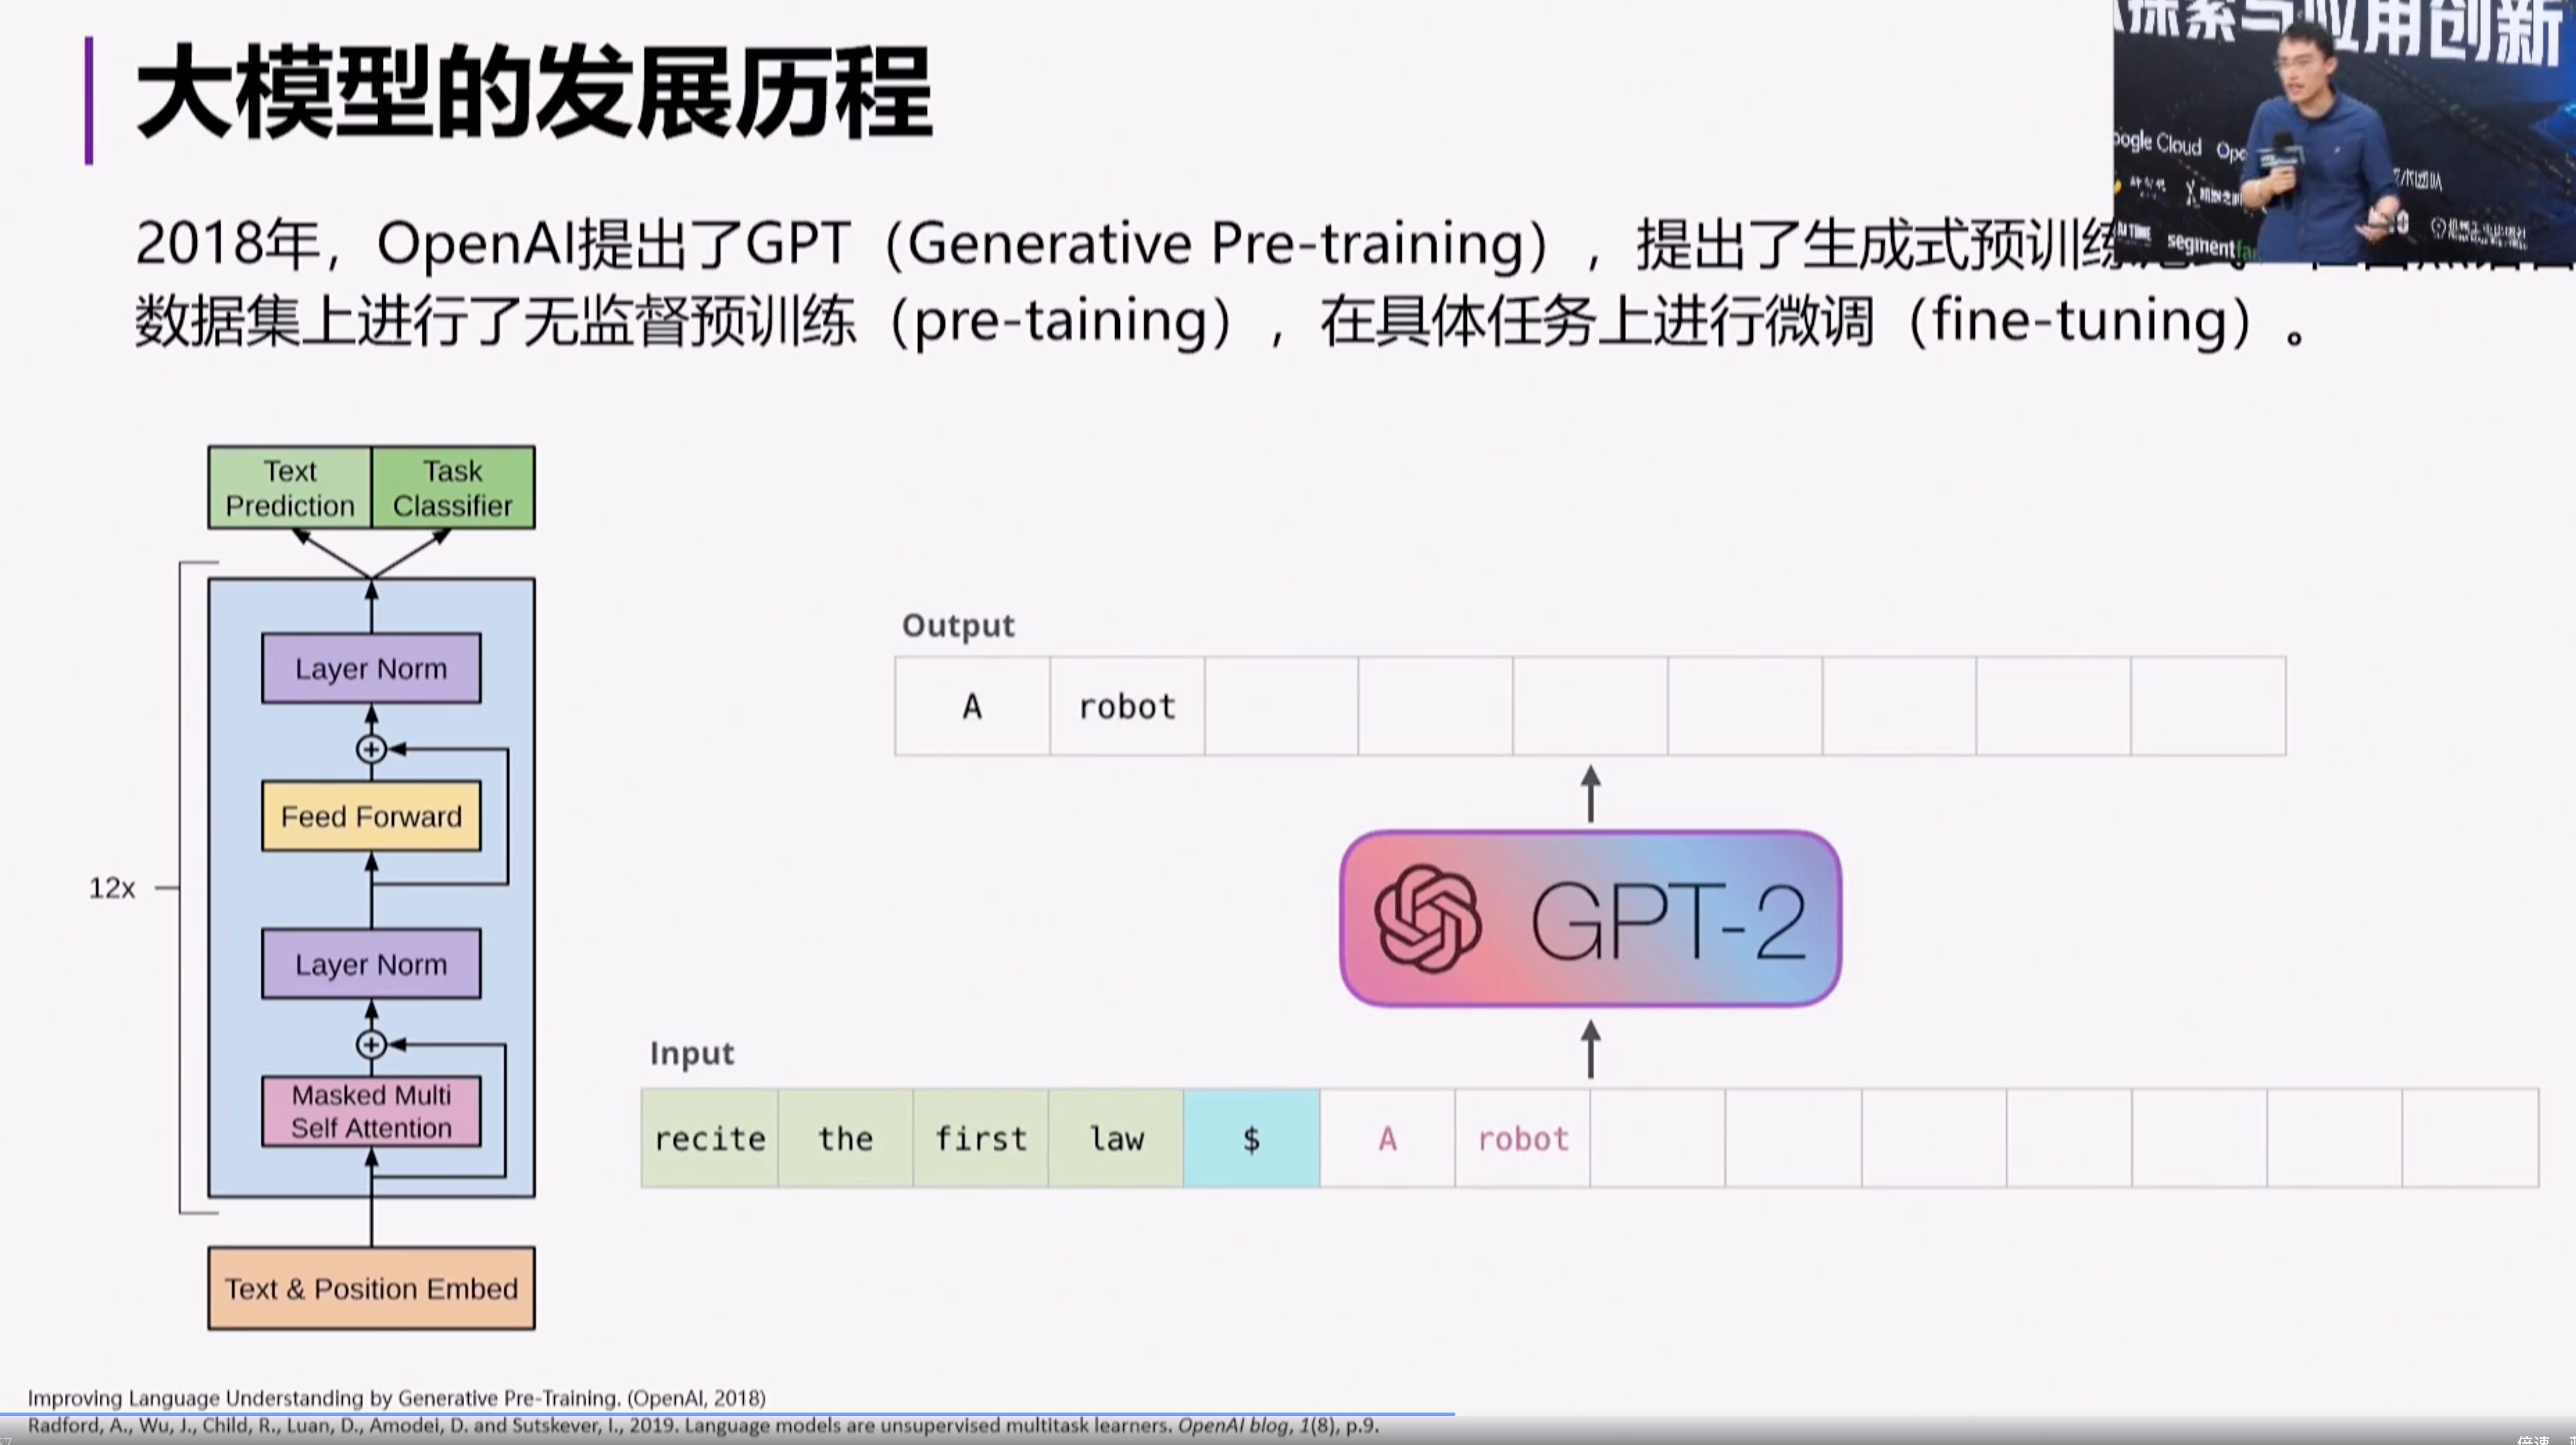 大模型的发展历程
探索与应用创新
ogle Cloud
segmentfa
2018年，OpenAI提出了GPT（Generative Pre-training），提出了生成式预训练
数据集上进行了无监督预训练（pre-taining），在具体任务上进行微调（fine-tuning）。
Text
Prediction
Task
Classifier
Layer Norm
Feed Forward
12x
Layer Norm
Masked Multi
Self Attention
Text & Position Embed
Output
A robot
GPT-2
Input
recite the first law $ A robot
Improving Language Understanding by Generative Pre-Training. (OpenAI, 2018)
Radford, A., Wu, J., Child, R., Luan, D., Amodei, D. and Sutskever, I., 2019. Language models are unsupervised multitask learners. OpenAI blog, 1(8), p.9.
倍速